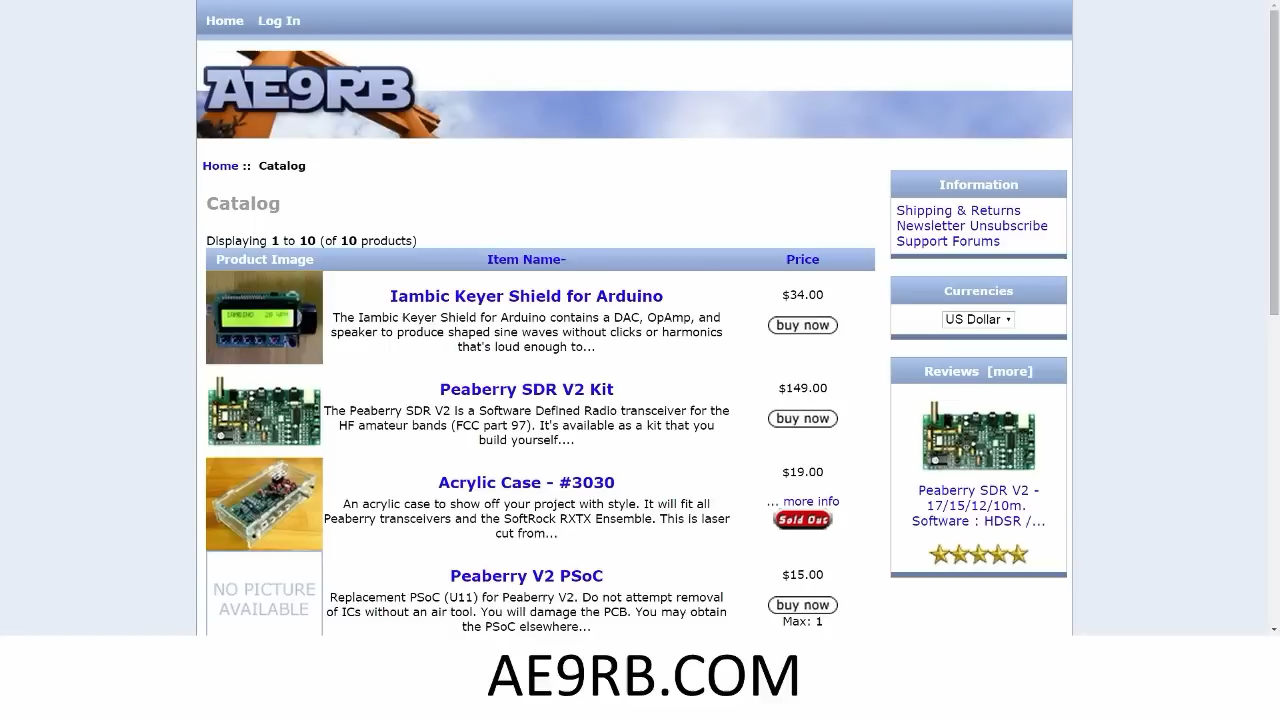 Home Log In
AE9RB
Home :: Catalog
Catalog
Displaying 1 to 10 (of 10 products)
Product Image Item Name- Price
Iambic Keyer Shield for Arduino
The Iambic Keyer Shield for Arduino contains a DAC, OpAmp, and
speaker to produce shaped sine waves without clicks or harmonics
that's loud enough to...
$34.00
buy now
Peaberry SDR V2 Kit
The Peaberry SDR V2 is a Software Defined Radio transceiver for the
HF amateur bands (FCC part 97). It's available as a kit that you
build yourself....
$149.00
buy now
Acrylic Case - #3030
An acrylic case to show off your project with style. It will fit all
Peaberry transceivers and the SoftRock RXTX Ensemble. This is laser
cut from...
$19.00
... more info
Sold Out
NO PICTURE
AVAILABLE
Peaberry V2 PSoC
Replacement PSoC (U11) for Peaberry V2. Do not attempt removal
of ICs without an air tool. You will damage the PCB. You may obtain
the PSoC elsewhere...
$15.00
buy now
Max: 1
Information
Shipping & Returns
Newsletter Unsubscribe
Support Forums
Currencies
US Dollar
Reviews [more]
Peaberry SDR V2 -
17/15/12/10m.
Software : HDSR /...
AE9RB.COM